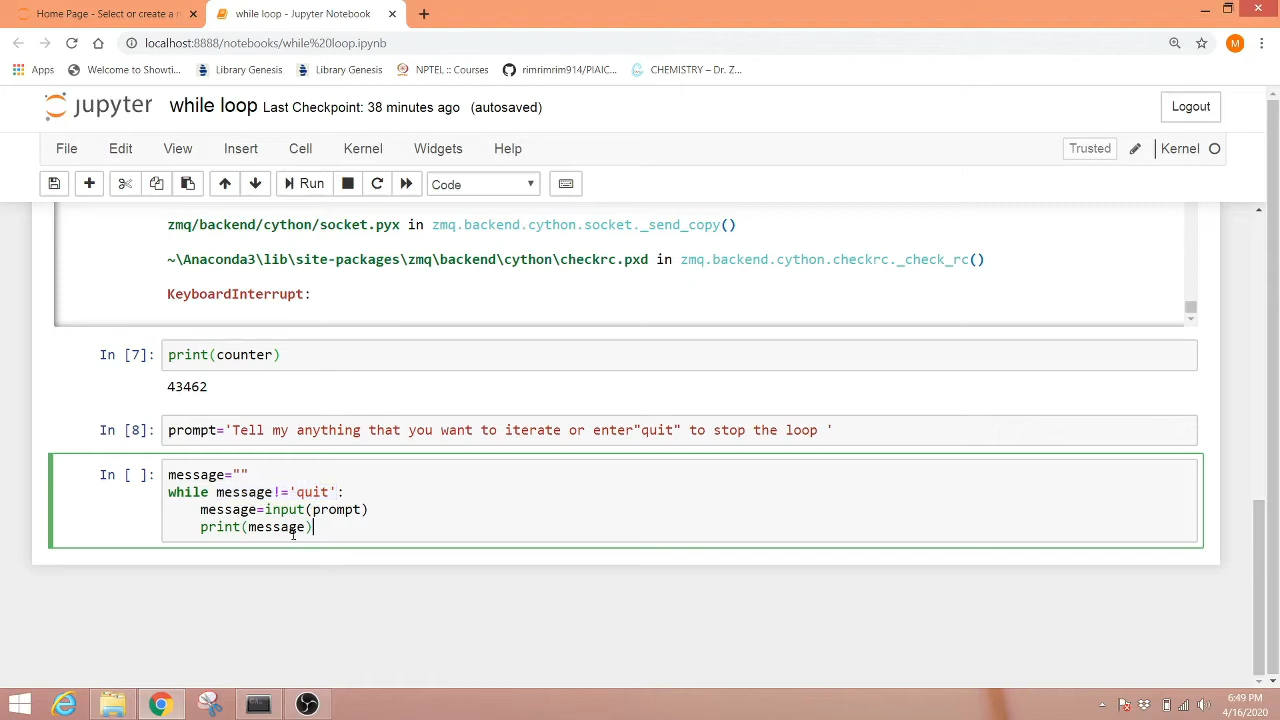 Home Page - Select or create a n
while loop - Jupyter Notebook
localhost:8888/notebooks/while%20loop.ipynb
M
Apps
Welcome to Showti...
Library Genesis
Library Genesis
NPTEL :: Courses
rimrimrim914/PIAIC...
CHEMISTRY – Dr. Z...
jupyter while loop Last Checkpoint: 38 minutes ago (autosaved)
Logout
File Edit View Insert Cell Kernel Widgets Help
Trusted
Kernel
Run
Code
zmq/backend/cython/socket.pyx in zmq.backend.cython.socket._send_copy()
~\Anaconda3\lib\site-packages\zmq\backend\cython\checkrc.pxd in zmq.backend.cython.checkrc._check_rc()
KeyboardInterrupt:
In [7]: print(counter)
43462
In [8]: prompt='Tell my anything that you want to iterate or enter"quit" to stop the loop '
In [ ]: message=""
while message!='quit':
    message=input(prompt)
    print(message)
6:49 PM
4/16/2020